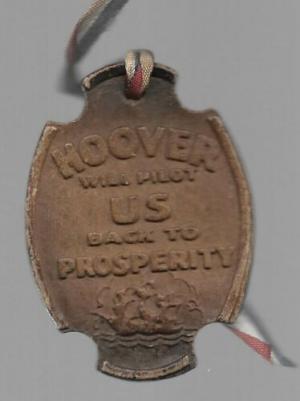 HOOVER
WILL PILOT
US
BACK TO
PROSPERITY